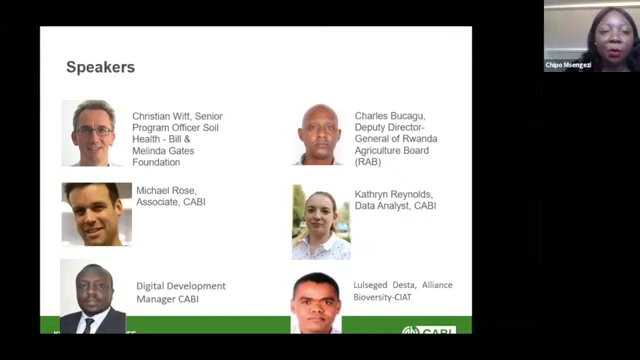 Speakers
Christian Witt, Senior
Program Officer Soil
Health - Bill &
Melinda Gates
Foundation
Charles Bucagu,
Deputy Director-
General of Rwanda
Agriculture Board
(RAB)
Michael Rose,
Associate, CABI
Kathryn Reynolds,
Data Analyst, CABI
Digital Development
Manager CABI
Lulseged Desta, Alliance
Bioversity-CIAT
CABI
Chipo Msengezi